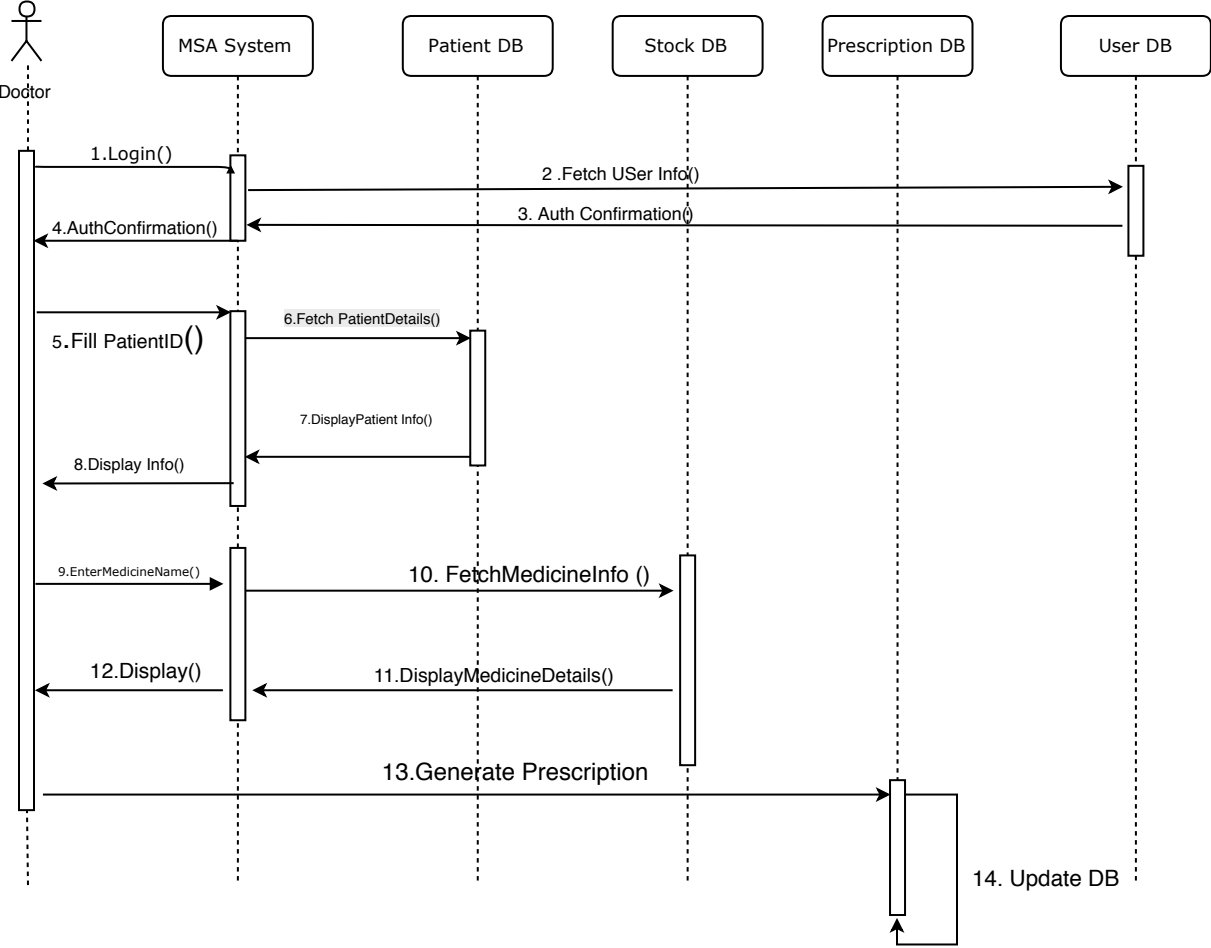 MSA System
Patient DB
Stock DB
Prescription DB
User DB
Doctor
1.Login()
2 .Fetch USer Info()
3. Auth Confirmation()
4.AuthConfirmation()
5.Fill PatientID()
6.Fetch PatientDetails()
7.DisplayPatient Info()
8.Display Info()
9.EnterMedicineName()
10. FetchMedicineInfo ()
11.DisplayMedicineDetails()
12.Display()
13.Generate Prescription
14. Update DB